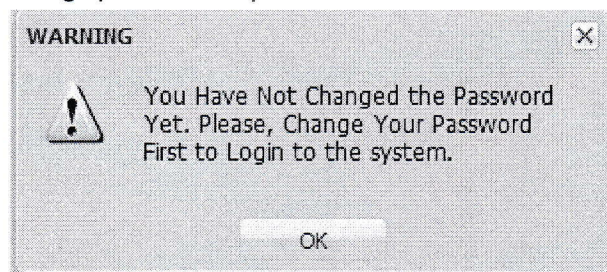 WARNING
You Have Not Changed the Password
Yet. Please, Change Your Password
First to Login to the system.
OK